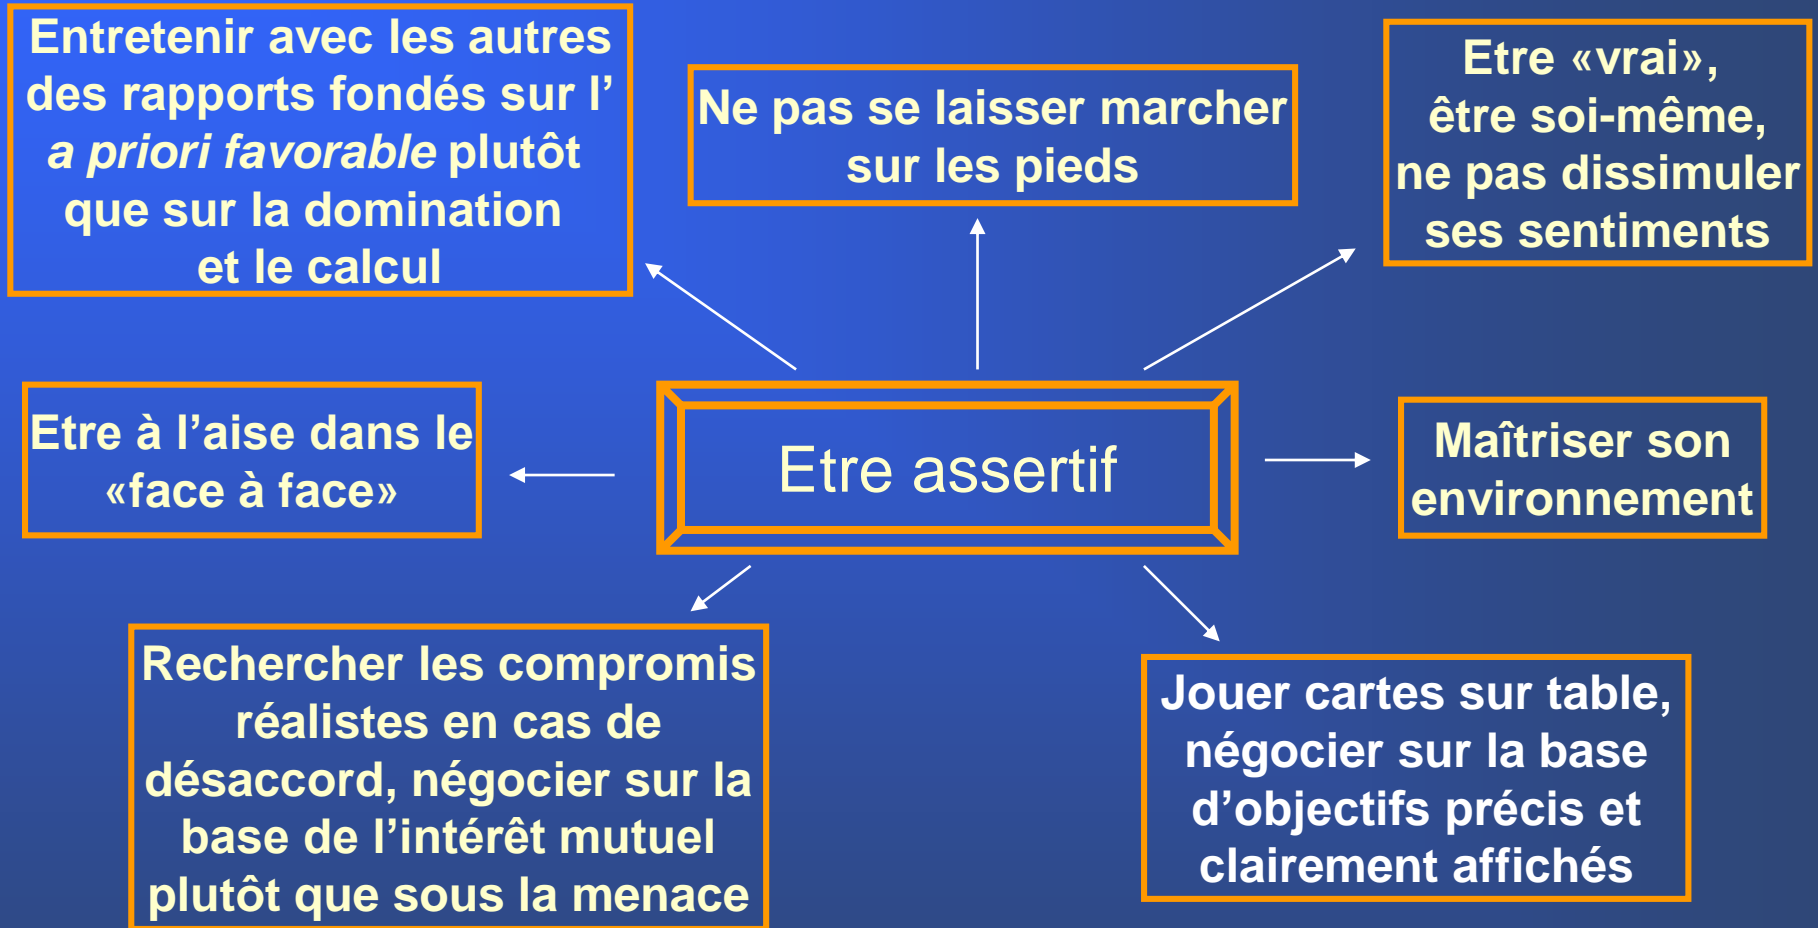 Entretenir avec les autres
des rapports fondés sur l’
a priori favorable plutôt
que sur la domination
et le calcul
Ne pas se laisser marcher
sur les pieds
Etre «vrai»,
être soi-même,
ne pas dissimuler
ses sentiments
Etre à l’aise dans le
«face à face»
Etre assertif
Maîtriser son
environnement
Rechercher les compromis
réalistes en cas de
désaccord, négocier sur la
base de l’intérêt mutuel
plutôt que sous la menace
Jouer cartes sur table,
négocier sur la base
d’objectifs précis et
clairement affichés